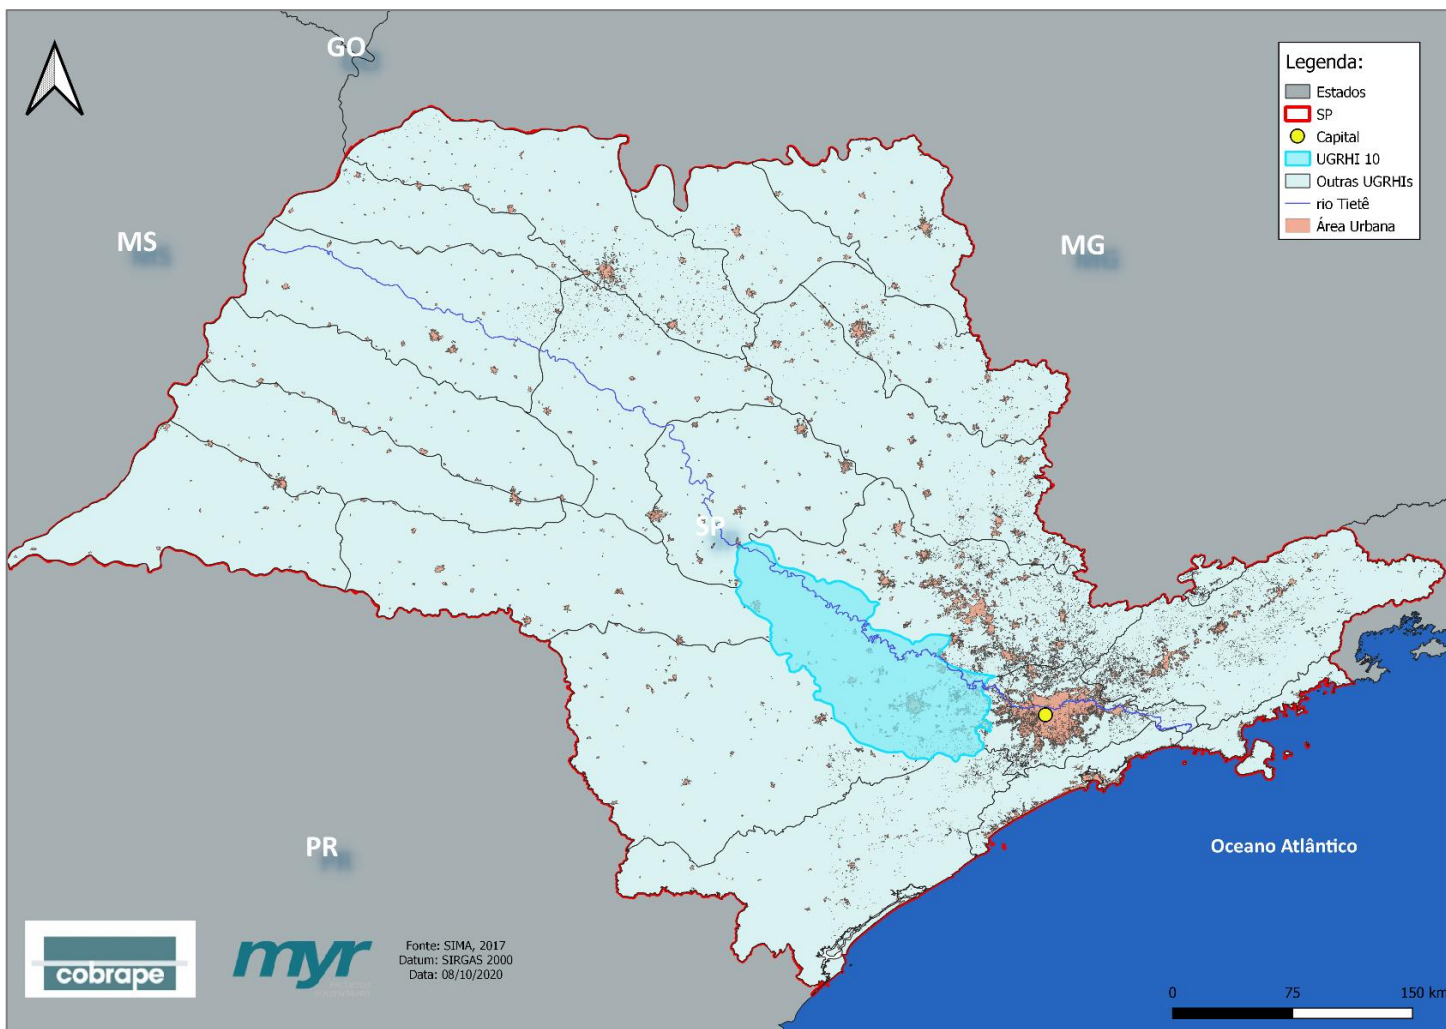 GO
MS
MG
SP
PR
Legenda:
Estados
SP
Capital
UGRHI 10
Outras UGRHIs
rio Tietê
Área Urbana
Oceano Atlântico
cobrape
myr
Fonte: SIMA, 2017
Datum: SIRGAS 2000
Data: 08/10/2020
0 75 150 km